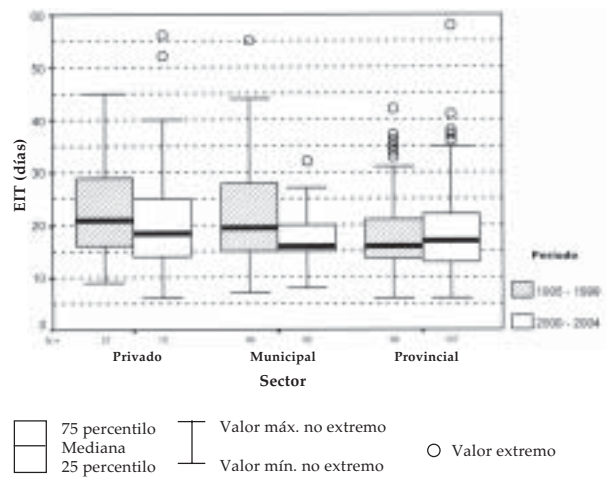 60
50
40
30
20
10
0
EIT (días)
Privado Municipal Provincial
Sector
Periodo
1995 - 1999
2000 - 2004
75 percentilo
Mediana
25 percentilo
Valor máx. no extremo
Valor mín. no extremo
Valor extremo